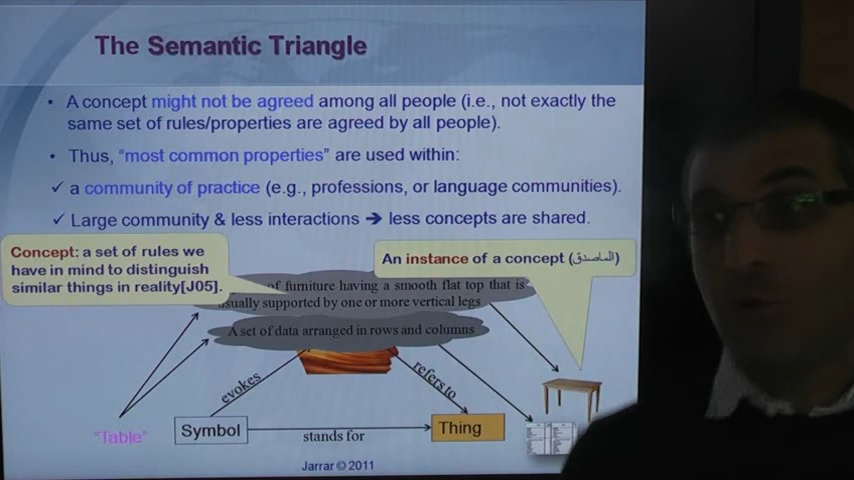 The Semantic Triangle
• A concept might not be agreed among all people (i.e., not exactly the
same set of rules/properties are agreed by all people).
• Thus, “most common properties” are used within:
✓ a community of practice (e.g., professions, or language communities).
✓ Large community & less interactions ➔ less concepts are shared.
Concept: a set of rules we
have in mind to distinguish
similar things in reality[J05].
An instance of a concept (الماصدق)
of furniture having a smooth flat top that is
usually supported by one or more vertical legs
A set of data arranged in rows and columns
evokes
refers to
"Table"
Symbol
stands for
Thing
Jarrar © 2011